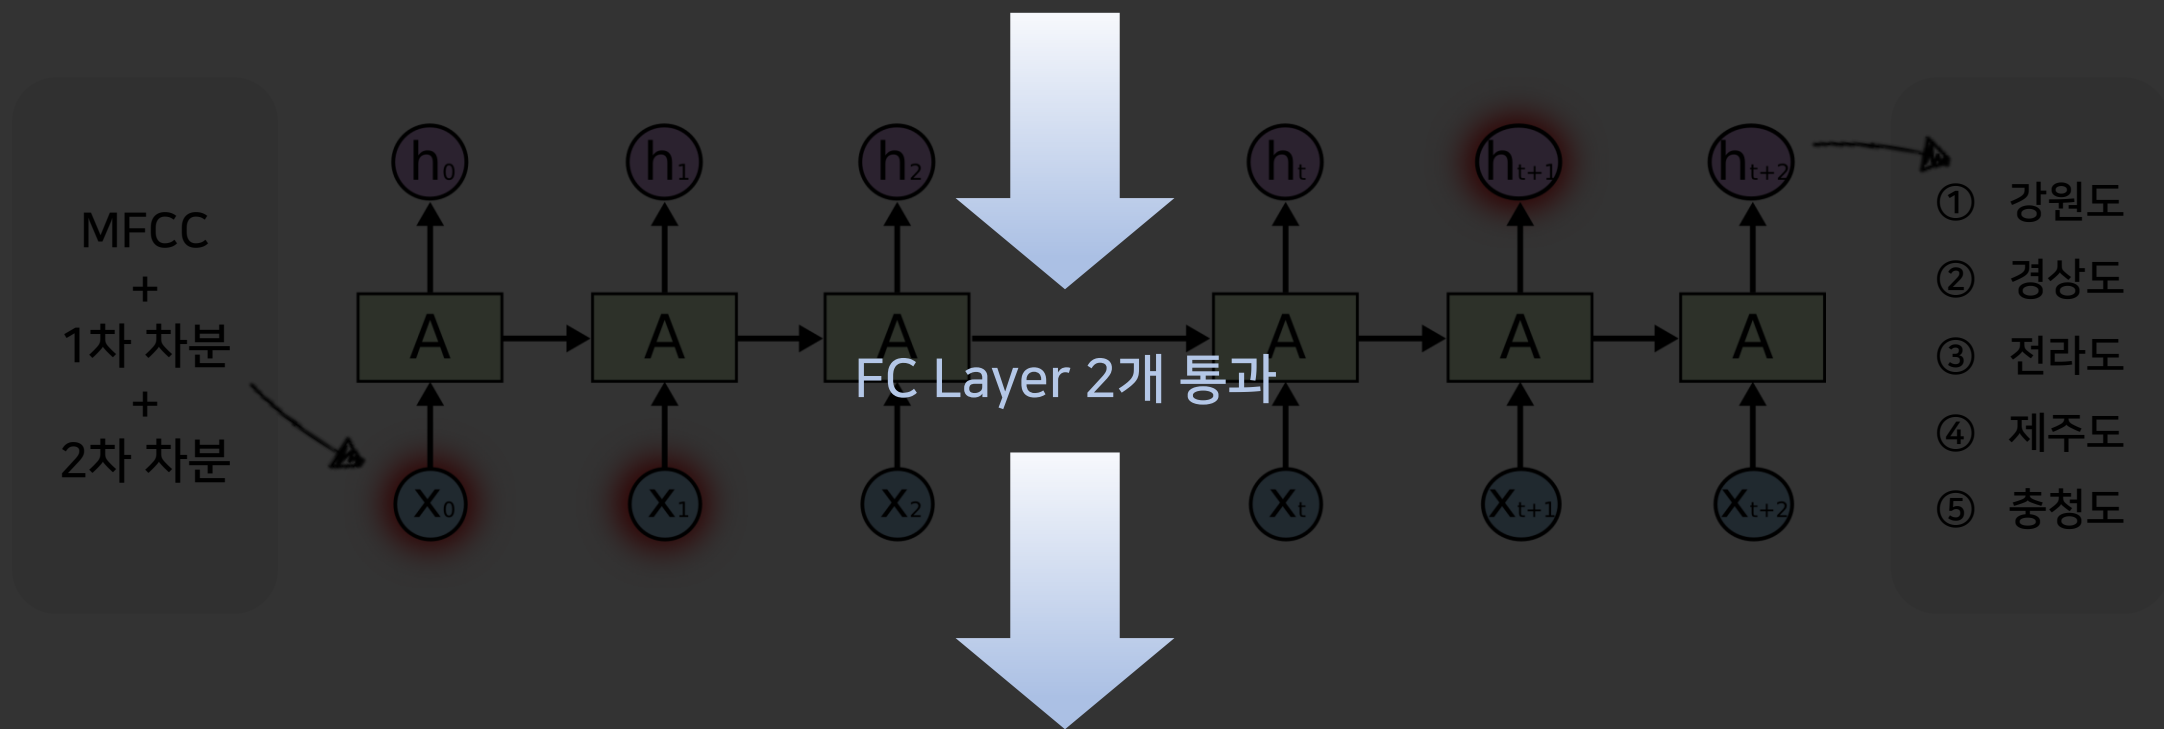 MFCC
+
1차 차분
+
2차 차분
h0 h1 h2 ht ht+1 ht+2
A A A A A A
FC Layer 2개 통과
x0 x1 x2 xt xt+1 xt+2
① 강원도
② 경상도
③ 전라도
④ 제주도
⑤ 충청도